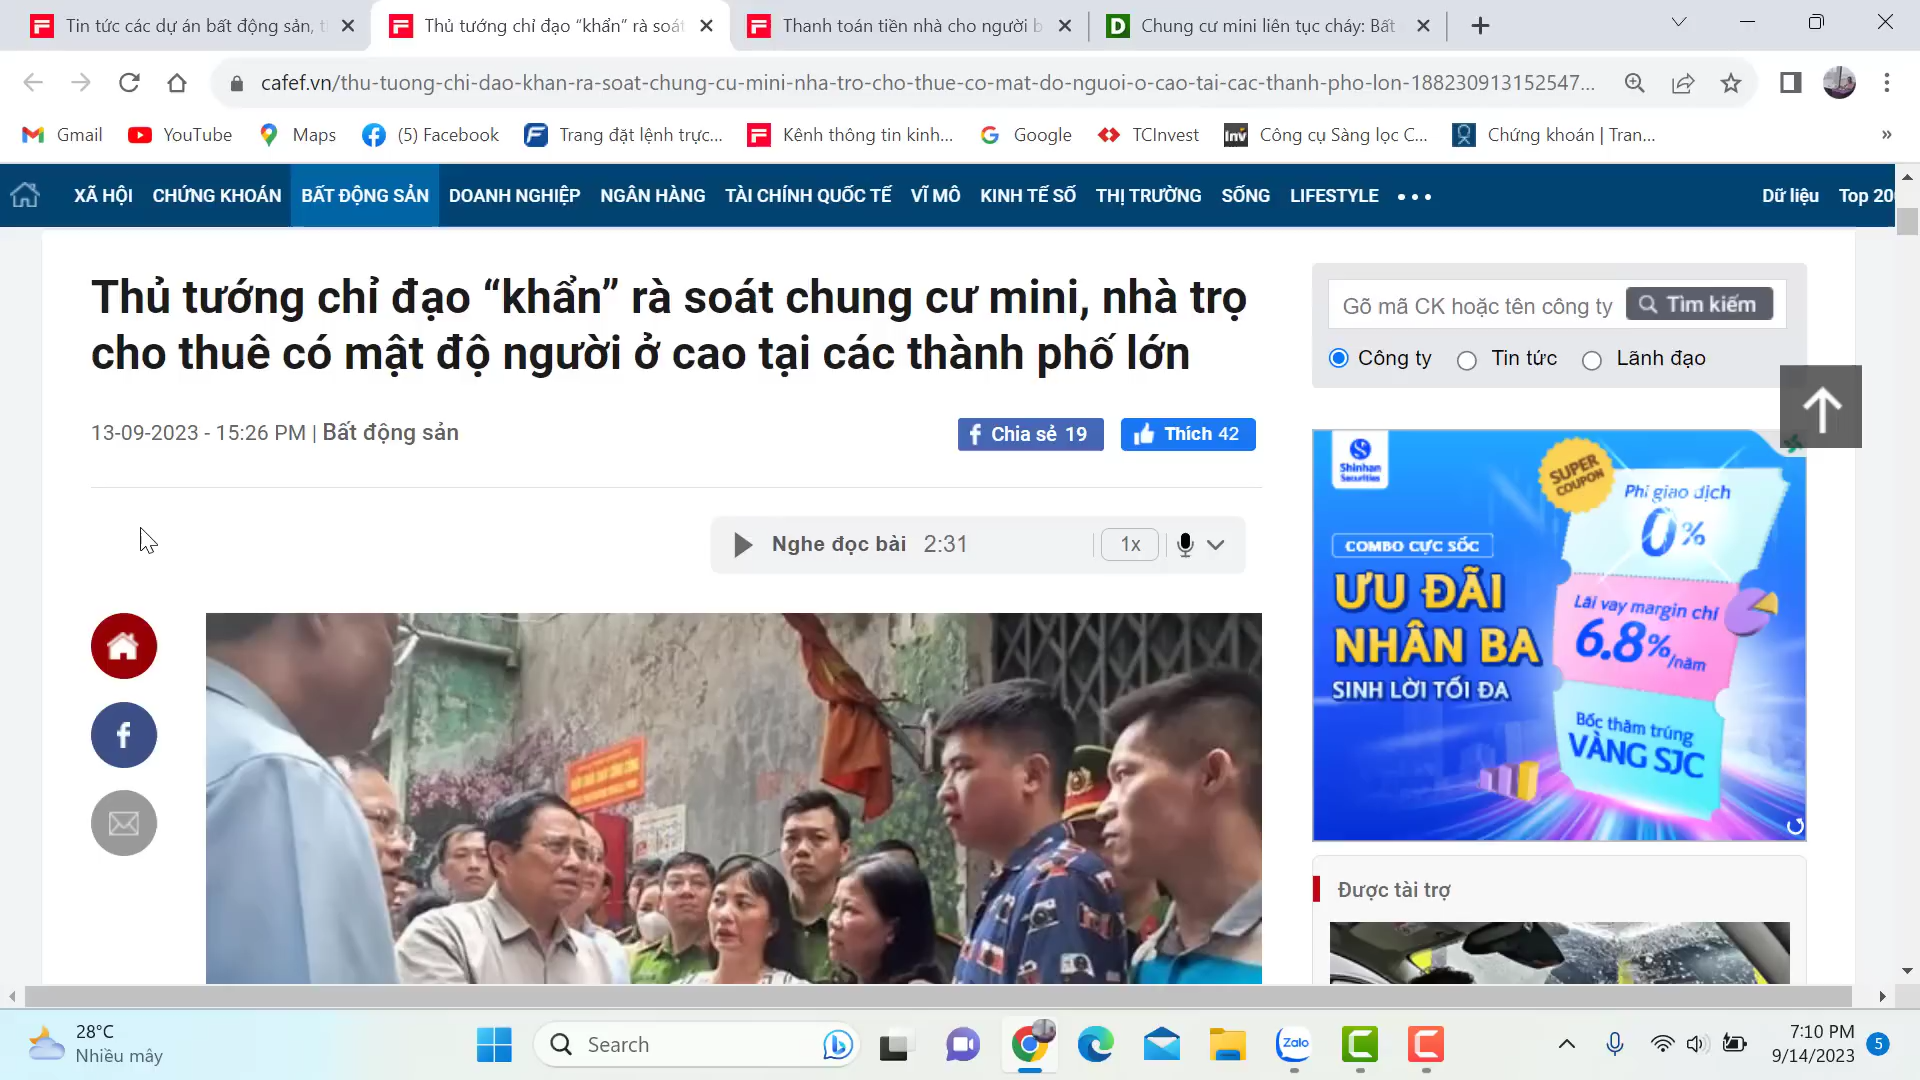 Tin tức các dự án bất động sản, t
Thủ tướng chỉ đạo “khẩn” rà soát
Thanh toán tiền nhà cho người b
Chung cư mini liên tục cháy: Bất
cafef.vn/thu-tuong-chi-dao-khan-ra-soat-chung-cu-mini-nha-tro-cho-thue-co-mat-do-nguoi-o-cao-tai-cac-thanh-pho-lon-188230913152547...
Gmail
YouTube
Maps
(5) Facebook
Trang đặt lệnh trực...
Kênh thông tin kinh...
Google
TCInvest
Inv
Công cụ Sàng lọc C...
Chứng khoán | Tran...
XÃ HỘI
CHỨNG KHOÁN
BẤT ĐỘNG SẢN
DOANH NGHIỆP
NGÂN HÀNG
TÀI CHÍNH QUỐC TẾ
VĨ MÔ
KINH TẾ SỐ
THỊ TRƯỜNG
SỐNG
LIFESTYLE
Dữ liệu
Top 20
Thủ tướng chỉ đạo “khẩn” rà soát chung cư mini, nhà trọ
cho thuê có mật độ người ở cao tại các thành phố lớn
13-09-2023 - 15:26 PM | Bất động sản
Chia sẻ 19
Thích 42
Nghe đọc bài 2:31
1x
Gõ mã CK hoặc tên công ty
Tìm kiếm
Công ty
Tin tức
Lãnh đạo
Shinhan
Securities
SUPER
COUPON
Phí giao dịch
0%
COMBO CỰC SỐC
ƯU ĐÃI
NHÂN BA
SINH LỜI TỐI ĐA
Lãi vay margin chỉ
6.8%/năm
Bốc thăm trúng
VÀNG SJC
Được tài trợ
28°C
Nhiều mây
Search
Zalo
7:10 PM
9/14/2023
5